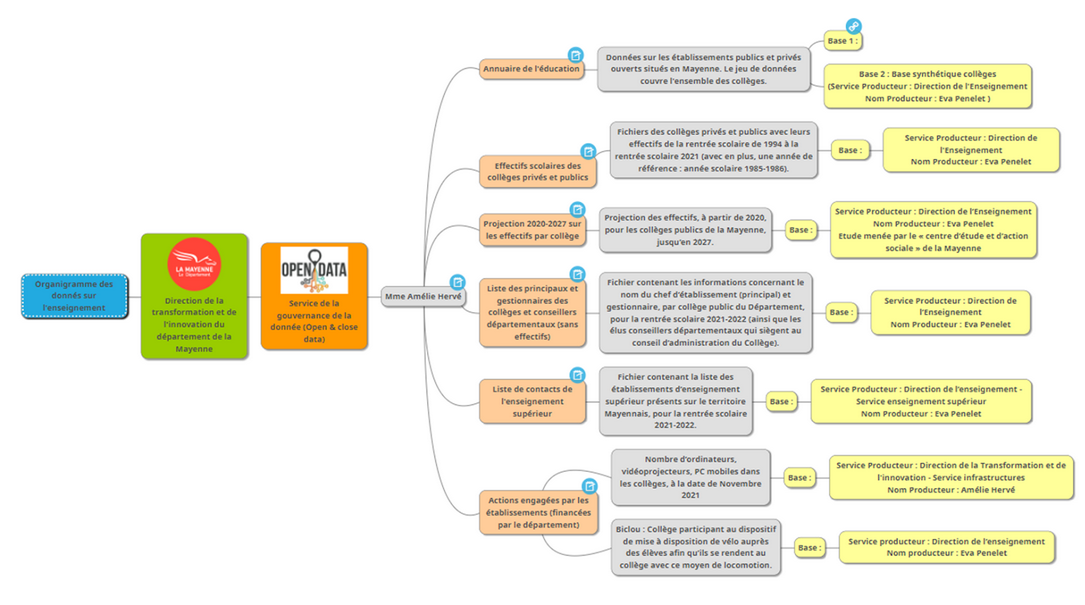 Organigramme des
donnés sur
l'enseignement
LA MAYENNE
Le Département
Direction de la
transformation et de
l'innovation du
département de la
Mayenne
OPEN DATA
Service de la
gouvernance de la
donnée (Open & close
data)
Mme Amélie Hervé
Annuaire de l'éducation
Données sur les établissements publics et privés
ouverts situés en Mayenne. Le jeu de données
couvre l'ensemble des collèges.
Base 1 :
Base 2 : Base synthétique collèges
(Service Producteur : Direction de l'Enseignement
Nom Producteur : Eva Penelet )
Effectifs scolaires des
collèges privés et publics
Fichiers des collèges privés et publics avec leurs
effectifs de la rentrée scolaire de 1994 à la
rentrée scolaire 2021 (avec en plus, une année de
référence : année scolaire 1985-1986).
Base :
Service Producteur : Direction de
l'Enseignement
Nom Producteur : Eva Penelet
Projection 2020-2027 sur
les effectifs par collège
Projection des effectifs, à partir de 2020,
pour les collèges publics de la Mayenne,
jusqu'en 2027.
Base :
Service Producteur : Direction de l'Enseignement
Nom Producteur : Eva Penelet
Etude menée par le « centre d'étude et d'action
sociale » de la Mayenne
Liste des principaux et
gestionnaires des
collèges et conseillers
départementaux (sans
effectifs)
Fichier contenant les informations concernant le
nom du chef d'établissement (principal) et
gestionnaire, par collège public du Département,
pour la rentrée scolaire 2021-2022 (ainsi que les
élus conseillers départementaux qui siègent au
conseil d'administration du Collège).
Base :
Service Producteur : Direction de
l'Enseignement
Nom Producteur : Eva Penelet
Liste de contacts de
l'enseignement
supérieur
Fichier contenant la liste des
établissements d'enseignement
supérieur présents sur le territoire
Mayennais, pour la rentrée scolaire
2021-2022.
Base :
Service Producteur : Direction de l'enseignement -
Service enseignement supérieur
Nom Producteur : Eva Penelet
Actions engagées par les
établissements (financées
par le département)
Nombre d'ordinateurs,
vidéoprojecteurs, PC mobiles dans
les collèges, à la date de Novembre
2021
Base :
Service Producteur : Direction de la Transformation et de
l'innovation - Service infrastructures
Nom Producteur : Amélie Hervé
Biclou : Collège participant au dispositif
de mise à disposition de vélo auprès
des élèves afin qu'ils se rendent au
collège avec ce moyen de locomotion.
Base :
Service producteur : Direction de l'enseignement
Nom producteur : Eva Penelet